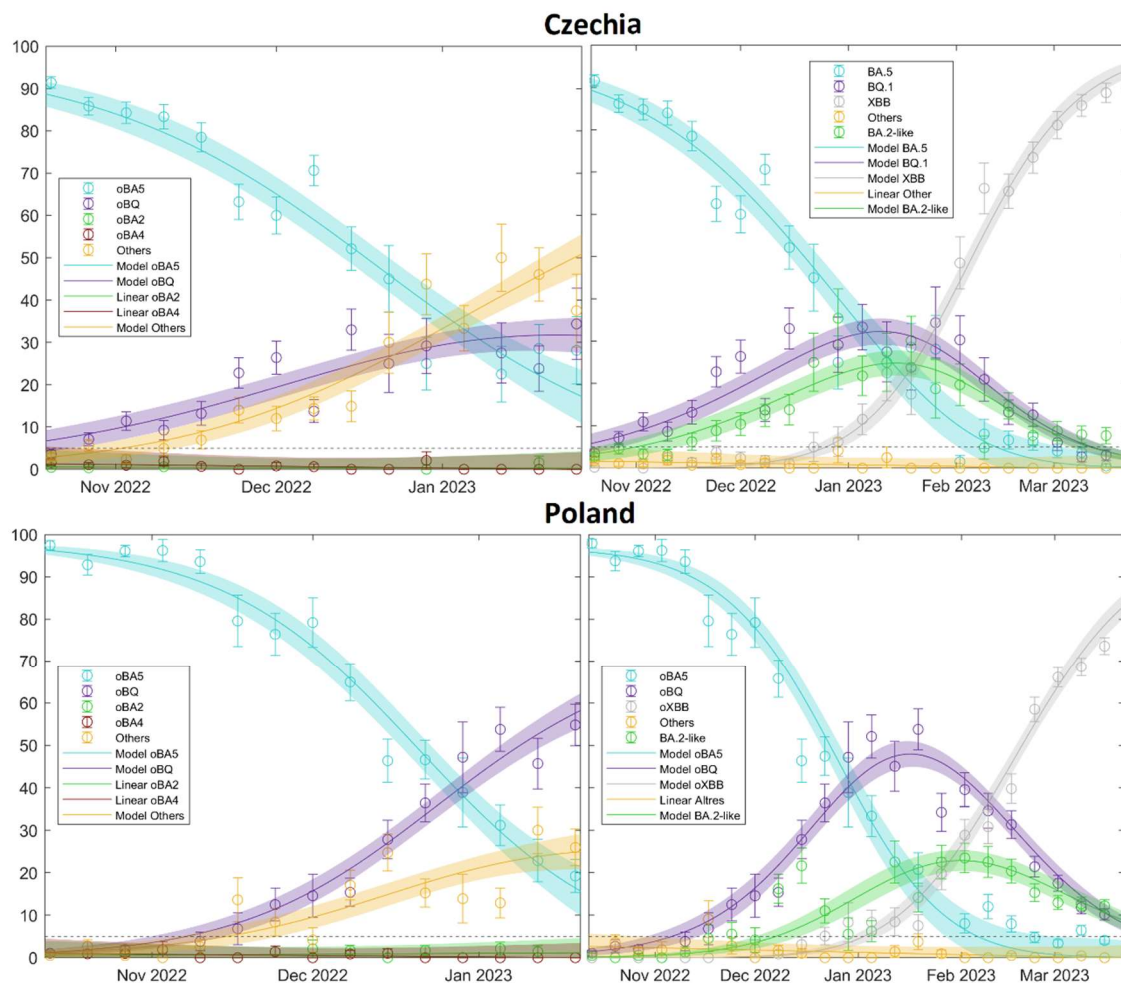 Czechia
100
90
80
70
60
50
40
30
20
10
0
oBA5
oBQ
oBA2
oBA4
Others
Model oBA5
Model oBQ
Linear oBA2
Linear oBA4
Model Others
Nov 2022
Dec 2022
Jan 2023
BA.5
BQ.1
XBB
Others
BA.2-like
Model BA.5
Model BQ.1
Model XBB
Linear Other
Model BA.2-like
Nov 2022
Dec 2022
Jan 2023
Feb 2023
Mar 2023
Poland
100
90
80
70
60
50
40
30
20
10
0
oBA5
oBQ
oBA2
oBA4
Others
Model oBA5
Model oBQ
Linear oBA2
Linear oBA4
Model Others
Nov 2022
Dec 2022
Jan 2023
oBA5
oBQ
oXBB
Others
BA.2-like
Model oBA5
Model oBQ
Model oXBB
Linear Altres
Model BA.2-like
Nov 2022
Dec 2022
Jan 2023
Feb 2023
Mar 2023